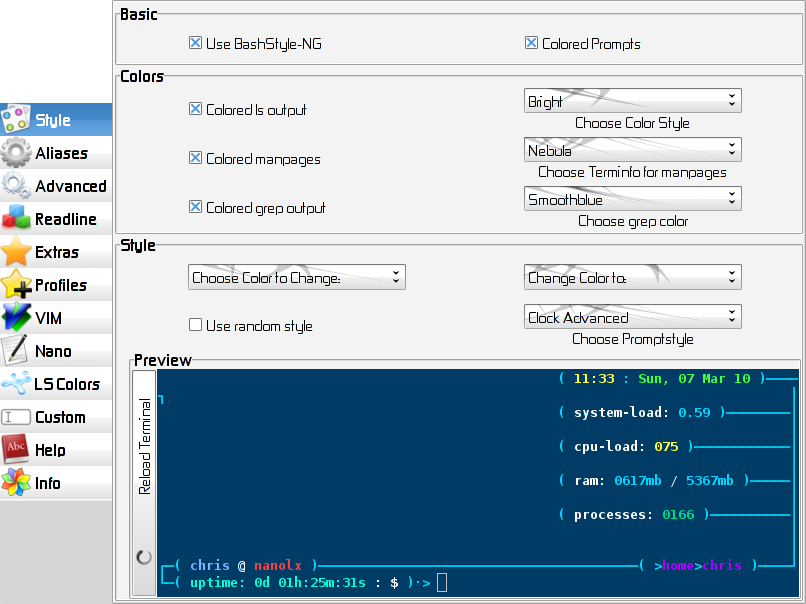 Style
Aliases
Advanced
Readline
Extras
Profiles
VIM
Nano
LS Colors
Custom
Abc
Help
Info
Basic
Use BashStyle-NG
Colored Prompts
Colors
Colored ls output
Bright
Choose Color Style
Colored manpages
Nebula
Choose Terminfo for manpages
Colored grep output
Smoothblue
Choose grep color
Style
Choose Color to Change:
Change Color to:
Use random style
Clock Advanced
Choose Promptstyle
Preview
Reload Terminal
( 11:33 : Sun, 07 Mar 10 )
( system-load: 0.59 )
( cpu-load: 075 )
( ram: 0617mb / 5367mb )
( processes: 0166 )
( chris @ nanolx ) ( >home>chris )
( uptime: 0d 01h:25m:31s : $ )·>